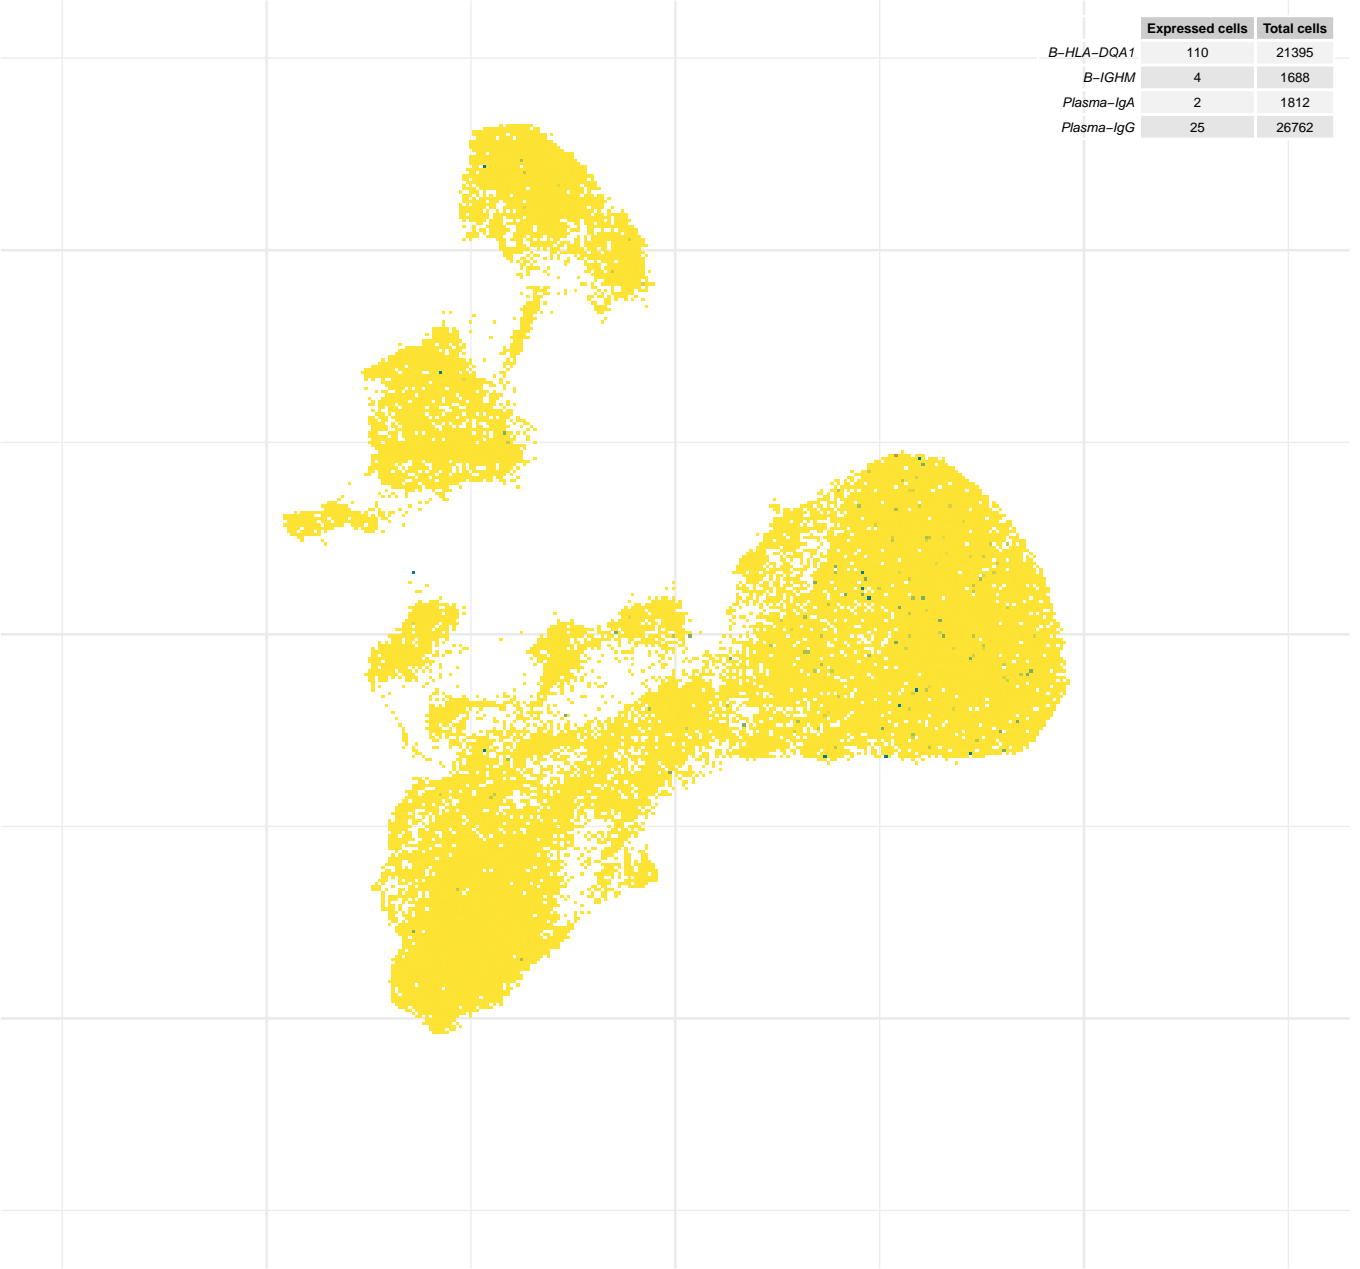 Expressed cells Total cells
B−HLA−DQA1 110 21395
B−IGHM 4 1688
Plasma−IgA 2 1812
Plasma−IgG 25 26762